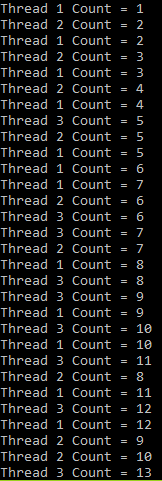 Thread 1 Count = 1
Thread 2 Count = 2
Thread 1 Count = 2
Thread 2 Count = 3
Thread 1 Count = 3
Thread 2 Count = 4
Thread 1 Count = 4
Thread 3 Count = 5
Thread 2 Count = 5
Thread 1 Count = 5
Thread 1 Count = 6
Thread 1 Count = 7
Thread 2 Count = 6
Thread 3 Count = 6
Thread 3 Count = 7
Thread 2 Count = 7
Thread 1 Count = 8
Thread 3 Count = 8
Thread 3 Count = 9
Thread 1 Count = 9
Thread 3 Count = 10
Thread 1 Count = 10
Thread 3 Count = 11
Thread 2 Count = 8
Thread 1 Count = 11
Thread 3 Count = 12
Thread 1 Count = 12
Thread 2 Count = 9
Thread 2 Count = 10
Thread 3 Count = 13